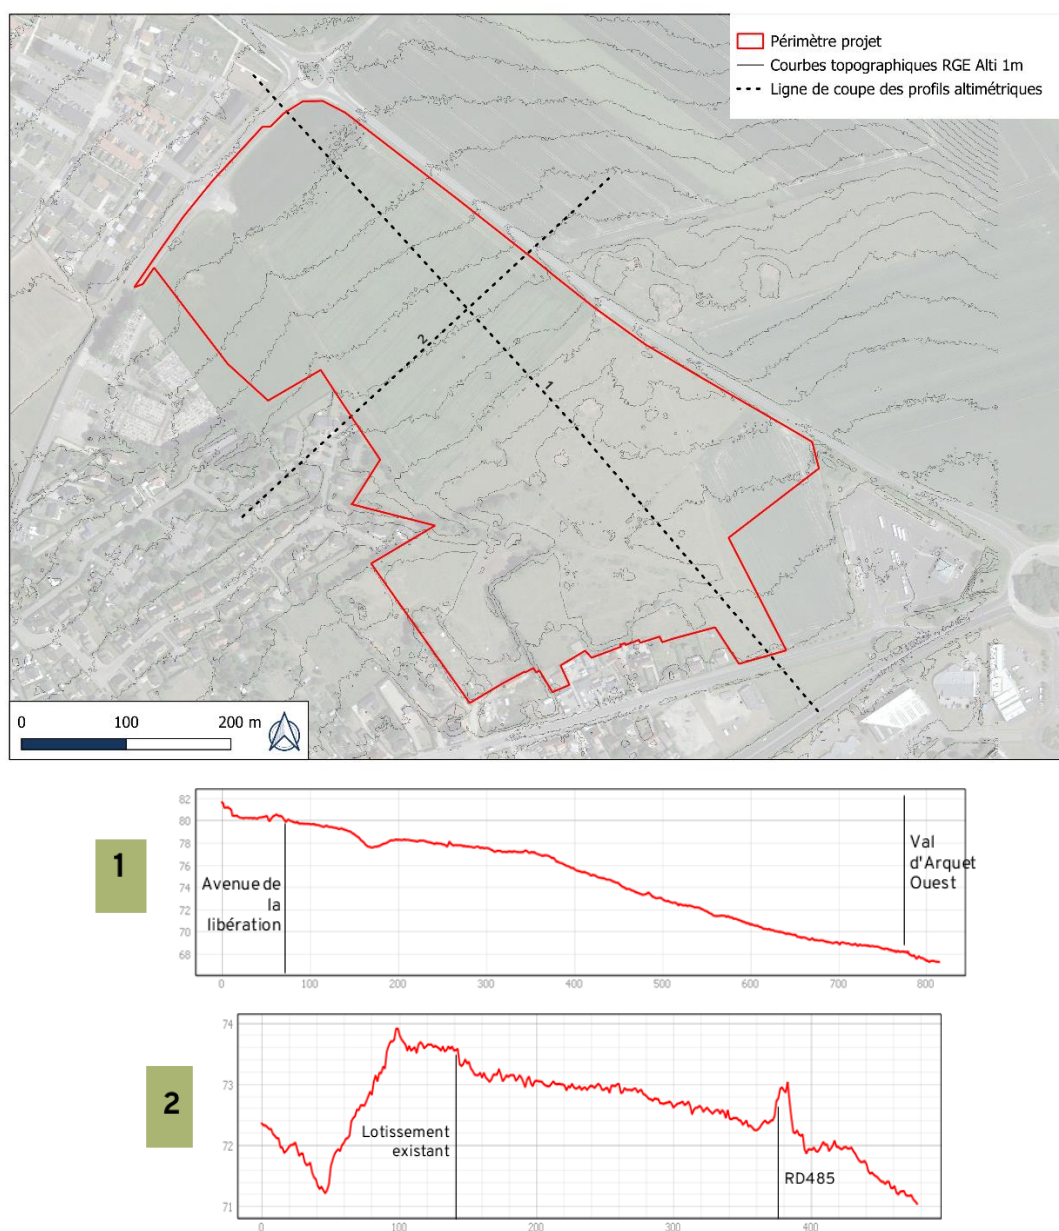 Périmètre projet
Courbes topographiques RGE Alti 1m
Ligne de coupe des profils altimétriques
2
1
0 100 200 m
1
82
80
78
76
74
72
70
68
Avenue de
la
libération
Val
d'Arquet
Ouest
0 100 200 300 400 500 600 700 800
2
74
73
72
71
Lotissement
existant
RD485
0 100 200 300 400